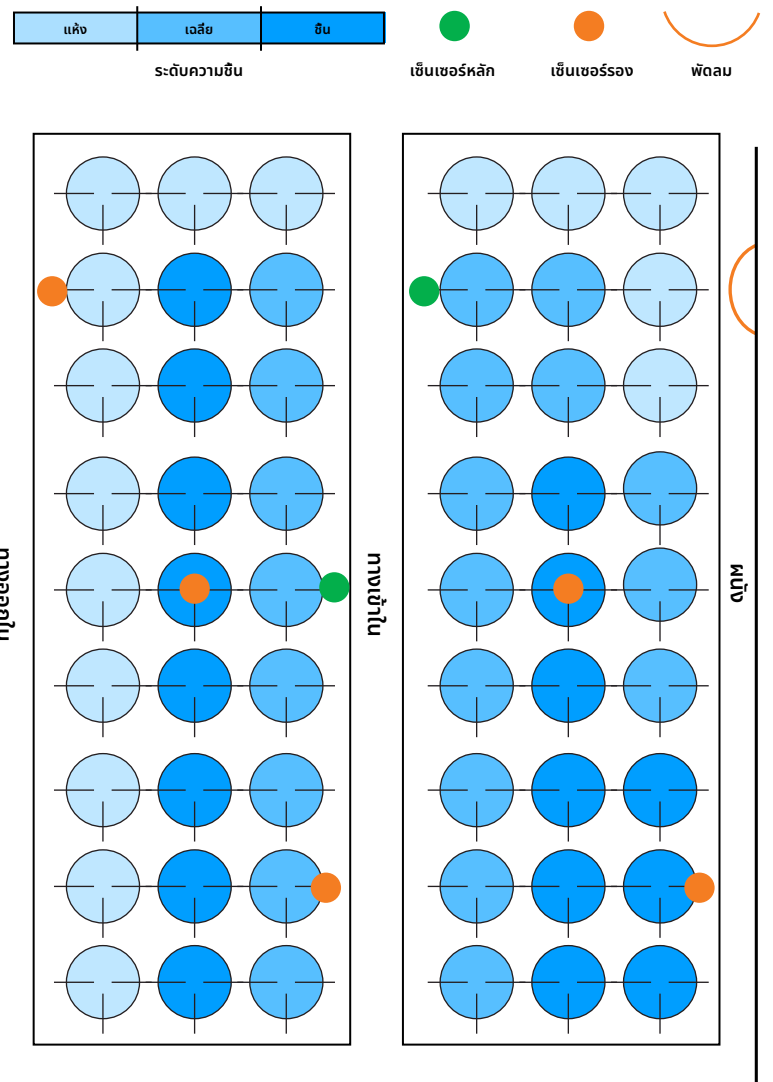 แห้ง
เฉลี่ย
ชื้น
ระดับความชื้น
เซ็นเซอร์หลัก
เซ็นเซอร์รอง
พัดลม
ทางเข้าใน
ผนัง